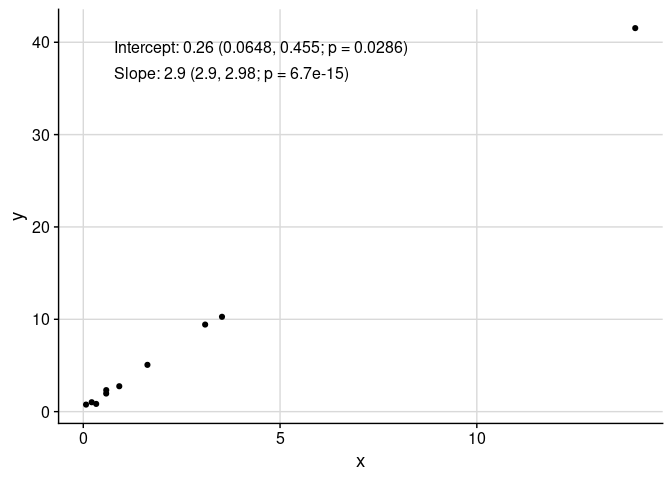 40
Intercept: 0.26 (0.0648, 0.455; p = 0.0286)
Slope: 2.9 (2.9, 2.98; p = 6.7e-15)
30
y
20
10
0
0 5 10
x